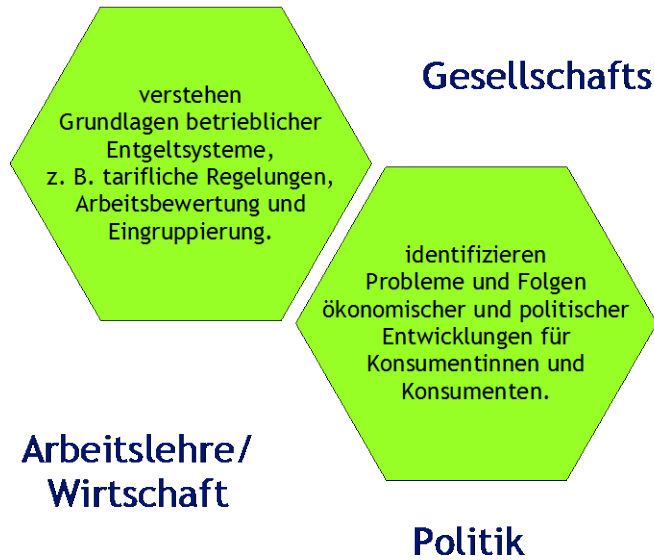 Gesellschafts
verstehen
Grundlagen betrieblicher
Entgeltsysteme,
z. B. tarifliche Regelungen,
Arbeitsbewertung und
Eingruppierung.
identifizieren
Probleme und Folgen
ökonomischer und politischer
Entwicklungen für
Konsumentinnen und
Konsumenten.
Arbeitslehre/
Wirtschaft
Politik